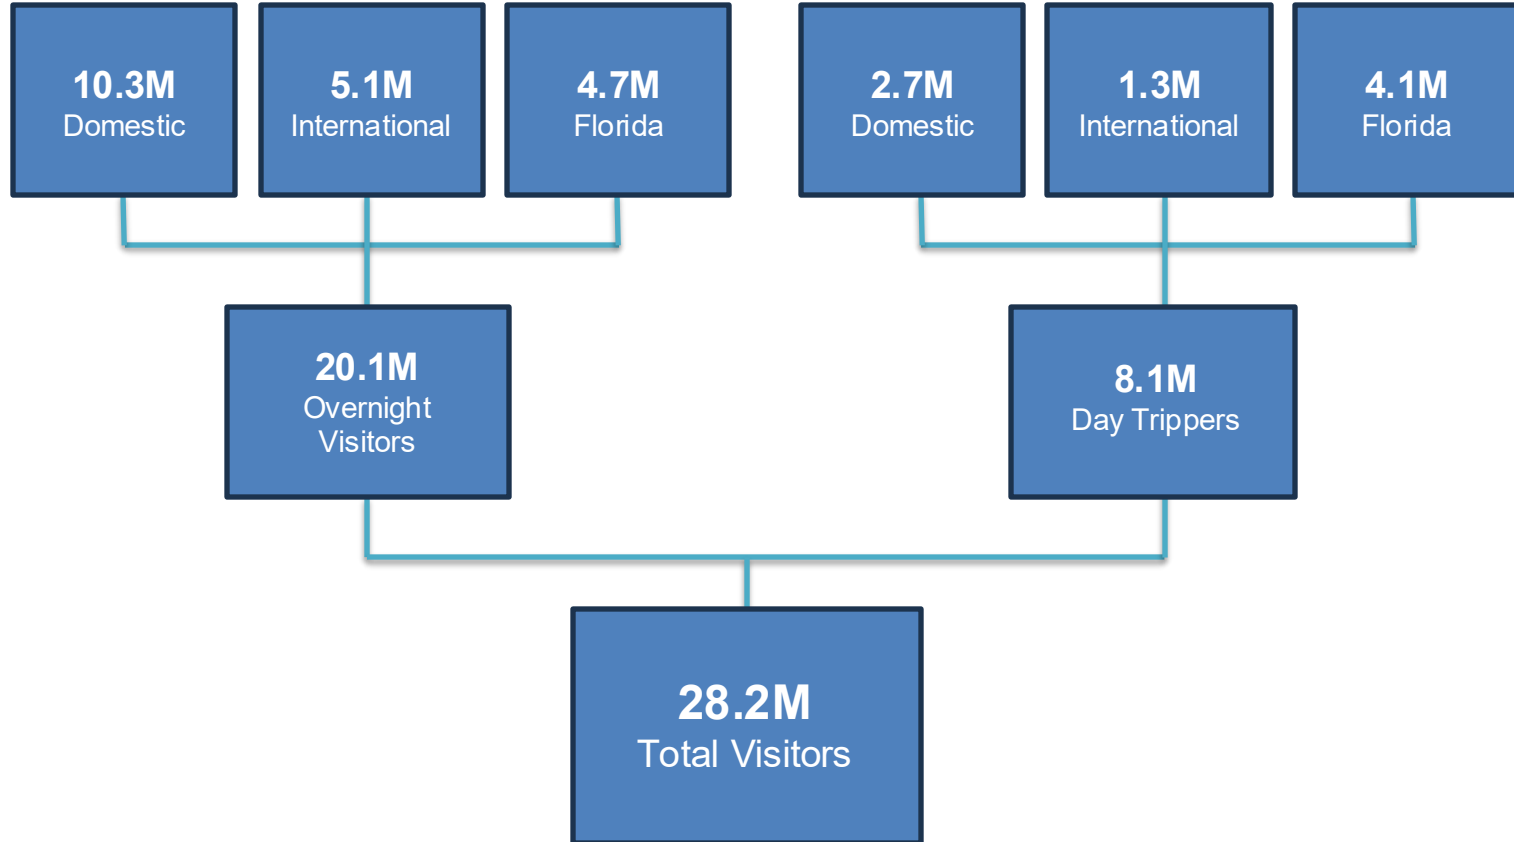 10.3M
Domestic
5.1M
International
4.7M
Florida
2.7M
Domestic
1.3M
International
4.1M
Florida
20.1M
Overnight
Visitors
8.1M
Day Trippers
28.2M
Total Visitors